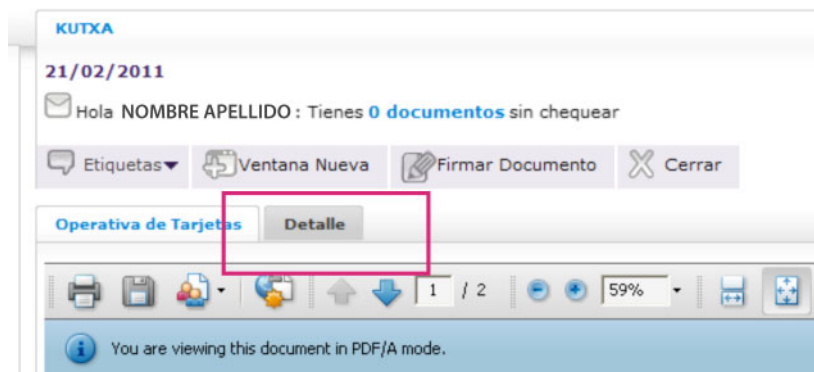 KUTXA
21/02/2011
Hola NOMBRE APELLIDO : Tienes 0 documentos sin chequear
Etiquetas Ventana Nueva Firmar Documento Cerrar
Operativa de Tarjetas Detalle
1 / 2 59%
You are viewing this document in PDF/A mode.